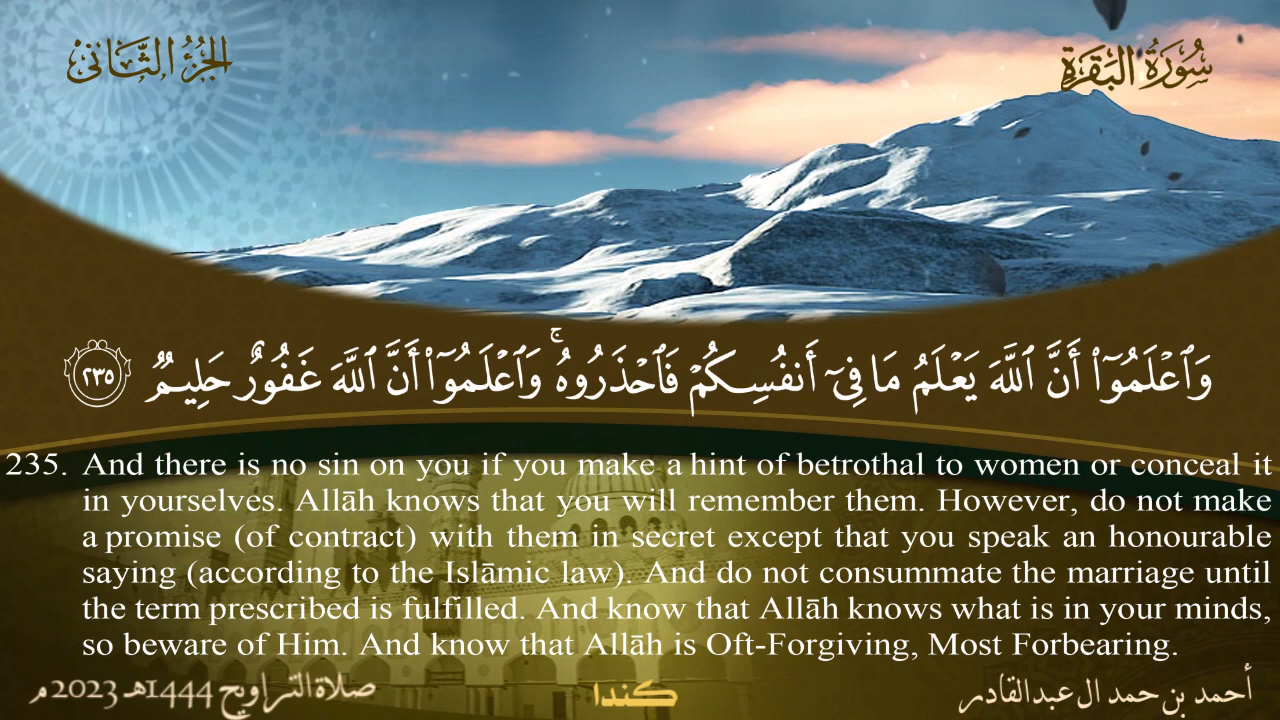 سُورَةُ البَقَرَةِ
الجُزْءُ الثَّانِى
وَٱعْلَمُوٓا۟ أَنَّ ٱللَّهَ يَعْلَمُ مَا فِىٓ أَنفُسِكُمْ فَٱحْذَرُوهُ ۚ وَٱعْلَمُوٓا۟ أَنَّ ٱللَّهَ غَفُورٌ حَلِيمٌ ٢٣٥
235. And there is no sin on you if you make a hint of betrothal to women or conceal it
in yourselves. Allāh knows that you will remember them. However, do not make
a promise (of contract) with them in secret except that you speak an honourable
saying (according to the Islāmic law). And do not consummate the marriage until
the term prescribed is fulfilled. And know that Allāh knows what is in your minds,
so beware of Him. And know that Allāh is Oft-Forgiving, Most Forbearing.
أحمد بن حمد ال عبدالقادر
كندا
صلاة التراويح 1444هـ 2023م